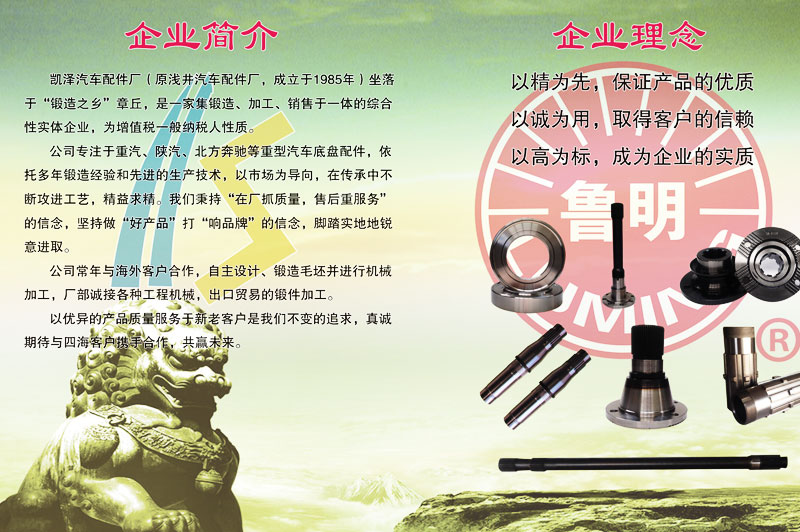 企业简介
凯泽汽车配件厂（原浅井汽车配件厂，成立于1985年）坐落
于“锻造之乡”章丘，是一家集锻造、加工、销售于一体的综合
性实体企业，为增值税一般纳税人性质。
公司专注于重汽、陕汽、北方奔驰等重型汽车底盘配件，依
托多年锻造经验和先进的生产技术，以市场为导向，在传承中不
断攻进工艺，精益求精。我们秉持“在厂抓质量，售后重服务”
的信念，坚持做“好产品”打“响品牌”的信念，脚踏实地地锐
意进取。
公司常年与海外客户合作，自主设计、锻造毛坯并进行机械
加工，厂部诚接各种工程机械，出口贸易的锻件加工。
以优异的产品质量服务于新老客户是我们不变的追求，真诚
期待与四海客户携手合作，共赢未来。
企业理念
以精为先，保证产品的优质
以诚为用，取得客户的信赖
以高为标，成为企业的实质
鲁明
LUMING
®